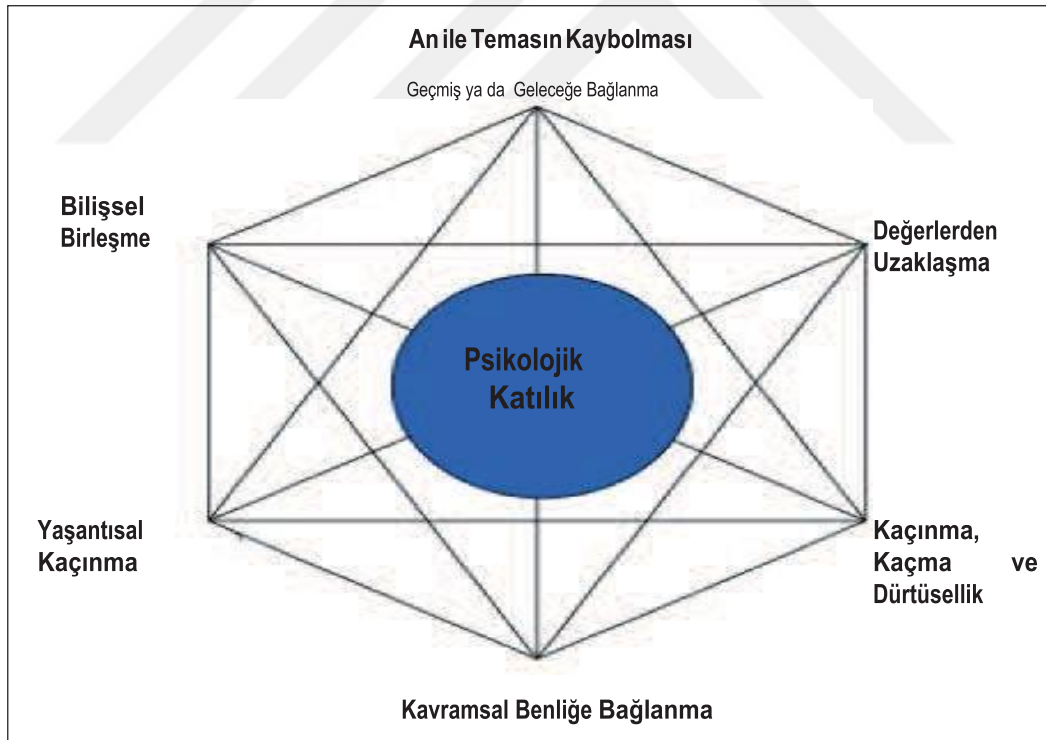 An ile Temasın Kaybolması
Geçmiş ya da Geleceğe Bağlanma
Bilişsel
Birleşme
Değerlerden
Uzaklaşma
Psikolojik
Katılık
Yaşantısal
Kaçınma
Kaçınma,
Kaçma ve
Dürtüsellik
Kavramsal Benliğe Bağlanma